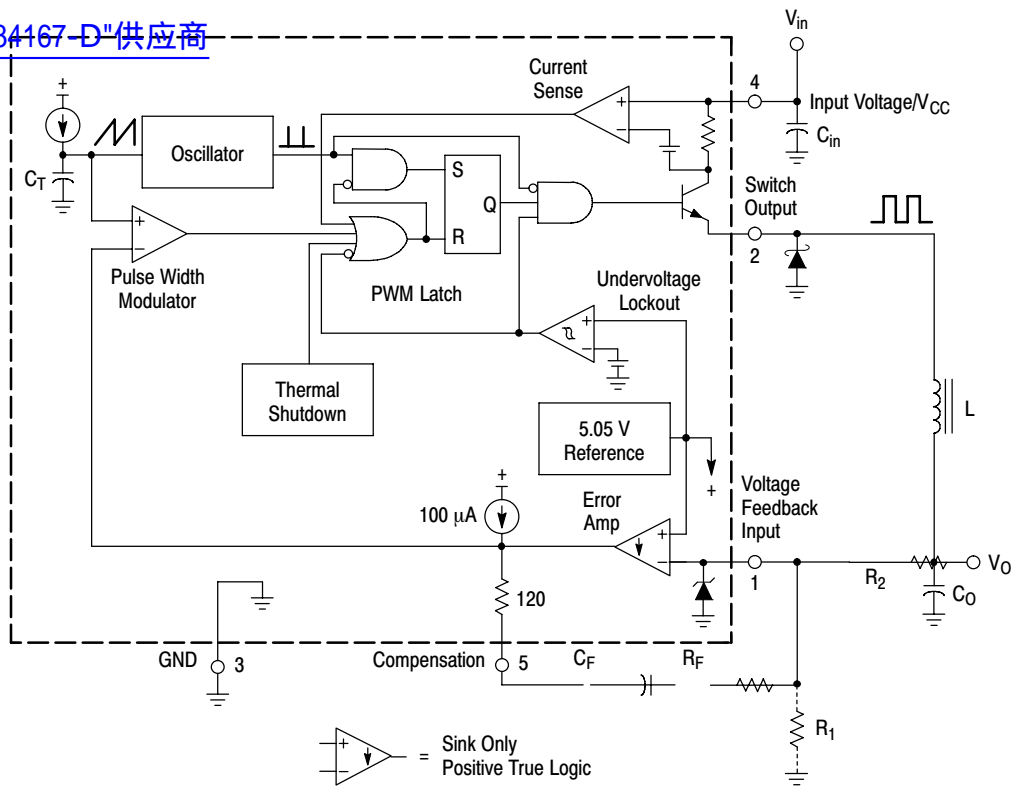 34167-D"供应商
Vin
Current
Sense
4
Input Voltage/VCC
Cin
+
−
+
CT
Oscillator
S
Q
R
Switch
Output
2
+
−
Pulse Width
Modulator
PWM Latch
Undervoltage
Lockout
+
−
Thermal
Shutdown
5.05 V
Reference
+
+
100 μA
Error
Amp
+
−
Voltage
Feedback
Input
1
L
R2
VO
CO
120
GND
3
Compensation
5
CF
RF
R1
+
−
=
Sink Only
Positive True Logic